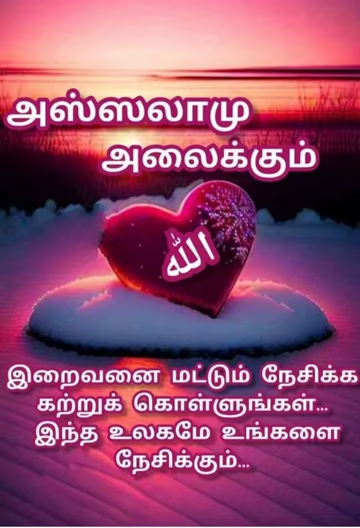 அஸ்ஸலாமு
அலைக்கும்
الله
இறைவனை மட்டும் நேசிக்க
கற்றுக் கொள்ளுங்கள்...
இந்த உலகமே உங்களை
நேசிக்கும்...